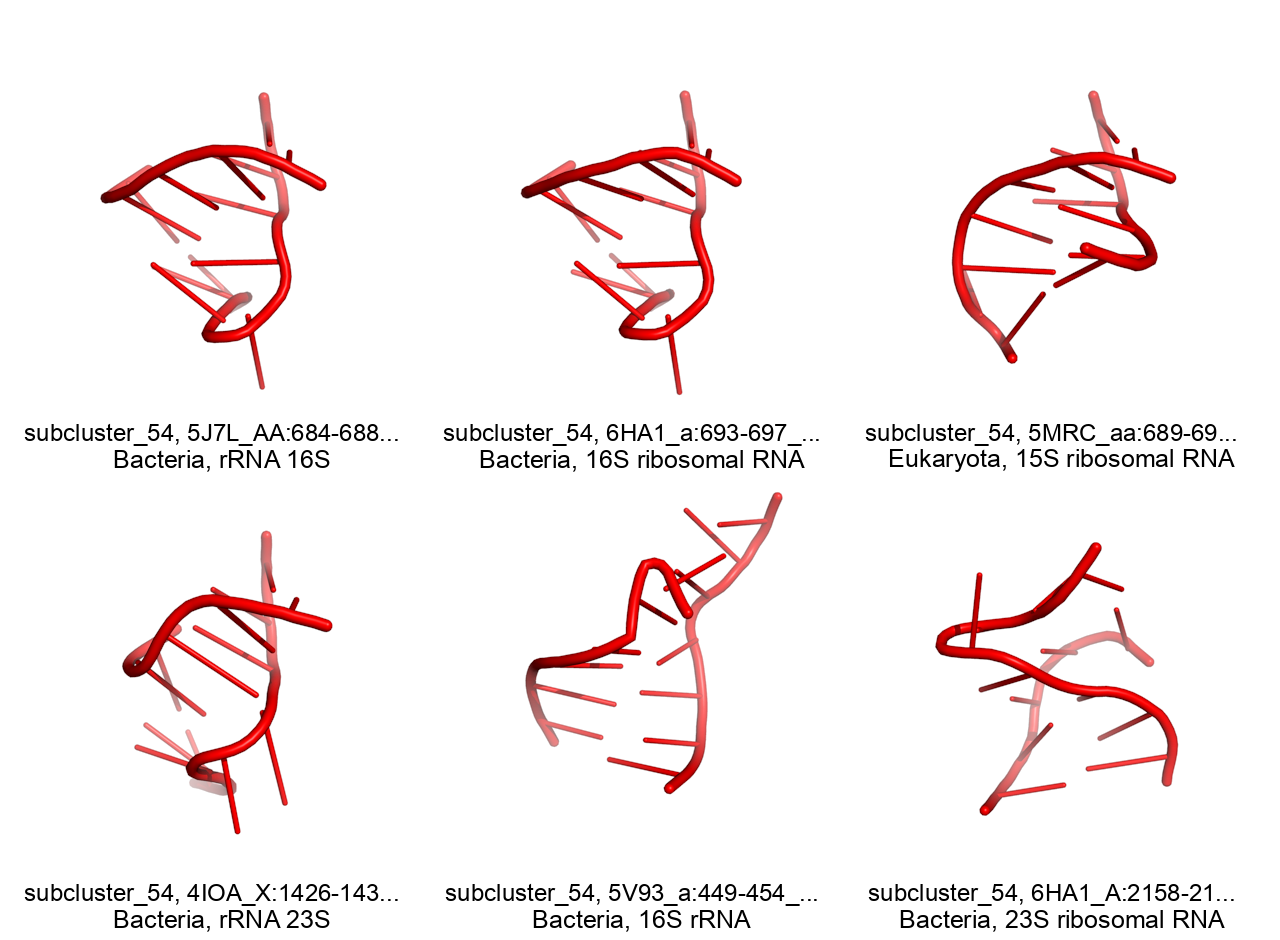 subcluster_54, 5J7L_AA:684-688...
Bacteria, rRNA 16S
subcluster_54, 6HA1_a:693-697_...
Bacteria, 16S ribosomal RNA
subcluster_54, 5MRC_aa:689-69...
Eukaryota, 15S ribosomal RNA
subcluster_54, 4IOA_X:1426-143...
Bacteria, rRNA 23S
subcluster_54, 5V93_a:449-454_...
Bacteria, 16S rRNA
subcluster_54, 6HA1_A:2158-21...
Bacteria, 23S ribosomal RNA